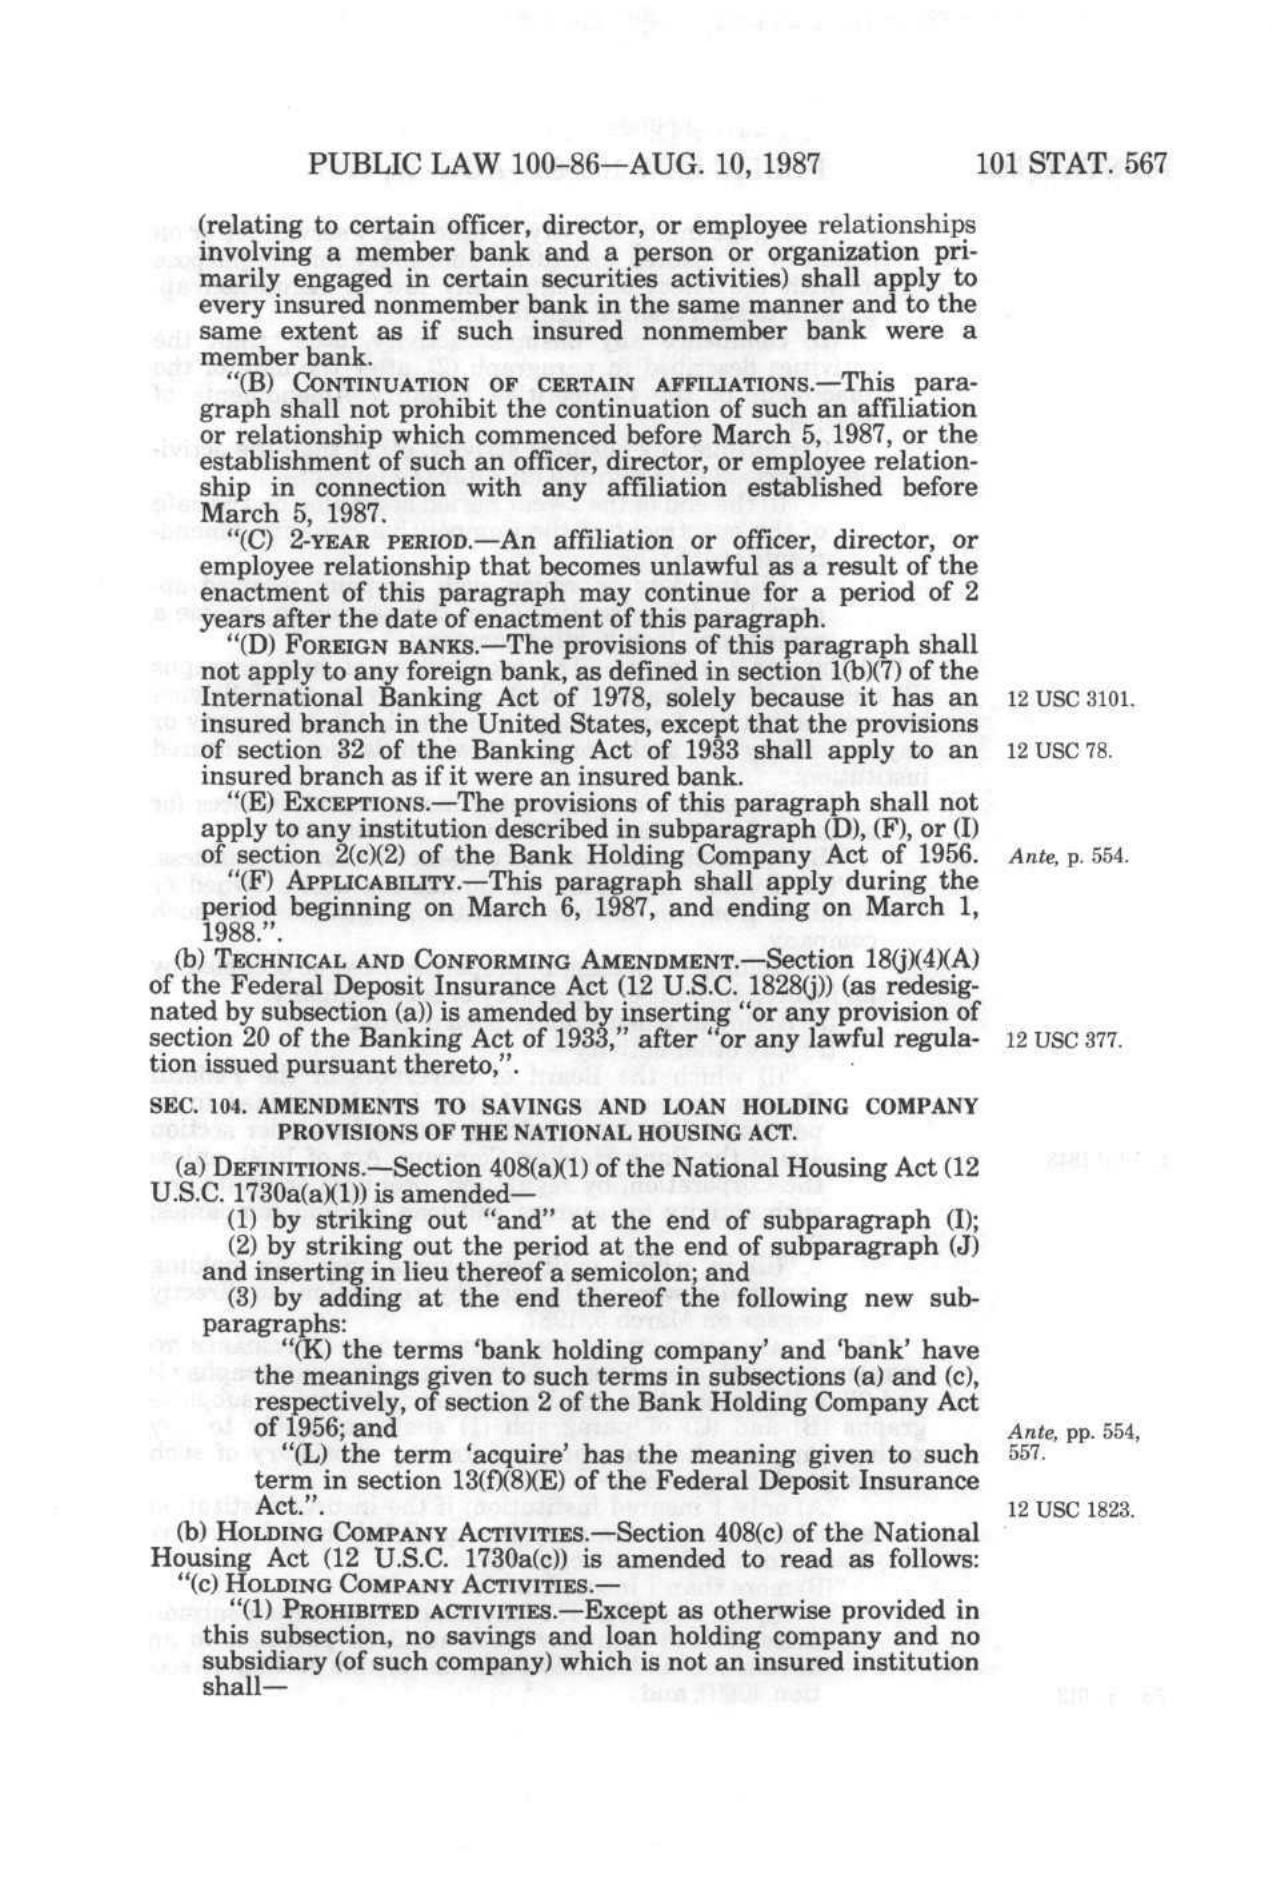 PUBLIC LAW 100–86—AUG. 10, 1987 101 STAT. 567
(relating to certain officer, director, or employee relationships
involving a member bank and a person or organization pri-
marily engaged in certain securities activities) shall apply to
every insured nonmember bank in the same manner and to the
same extent as if such insured nonmember bank were a
member bank.
"(B) CONTINUATION OF CERTAIN AFFILIATIONS.—This para-
graph shall not prohibit the continuation of such an affiliation
or relationship which commenced before March 5, 1987, or the
establishment of such an officer, director, or employee relation-
ship in connection with any affiliation established before
March 5, 1987.
"(C) 2-YEAR PERIOD.—An affiliation or officer, director, or
employee relationship that becomes unlawful as a result of the
enactment of this paragraph may continue for a period of 2
years after the date of enactment of this paragraph.
"(D) FOREIGN BANKS.—The provisions of this paragraph shall
not apply to any foreign bank, as defined in section 1(b)(7) of the
International Banking Act of 1978, solely because it has an 12 USC 3101.
insured branch in the United States, except that the provisions
of section 32 of the Banking Act of 1933 shall apply to an 12 USC 78.
insured branch as if it were an insured bank.
"(E) EXCEPTIONS.—The provisions of this paragraph shall not
apply to any institution described in subparagraph (D), (F), or (I)
of section 2(c)(2) of the Bank Holding Company Act of 1956. Ante, p. 554.
"(F) APPLICABILITY.—This paragraph shall apply during the
period beginning on March 6, 1987, and ending on March 1,
1988.".
(b) TECHNICAL AND CONFORMING AMENDMENT.—Section 18(j)(4)(A)
of the Federal Deposit Insurance Act (12 U.S.C. 1828(j)) (as redesig-
nated by subsection (a)) is amended by inserting "or any provision of
section 20 of the Banking Act of 1933," after "or any lawful regula- 12 USC 377.
tion issued pursuant thereto,".
SEC. 104. AMENDMENTS TO SAVINGS AND LOAN HOLDING COMPANY
PROVISIONS OF THE NATIONAL HOUSING ACT.
(a) DEFINITIONS.—Section 408(a)(1) of the National Housing Act (12
U.S.C. 1730a(a)(1)) is amended—
(1) by striking out "and" at the end of subparagraph (I);
(2) by striking out the period at the end of subparagraph (J)
and inserting in lieu thereof a semicolon; and
(3) by adding at the end thereof the following new sub-
paragraphs:
"(K) the terms 'bank holding company' and 'bank' have
the meanings given to such terms in subsections (a) and (c),
respectively, of section 2 of the Bank Holding Company Act
of 1956; and Ante, pp. 554,
"(L) the term 'acquire' has the meaning given to such 557.
term in section 13(f)(8)(E) of the Federal Deposit Insurance
Act.". 12 USC 1823.
(b) HOLDING COMPANY ACTIVITIES.—Section 408(c) of the National
Housing Act (12 U.S.C. 1730a(c)) is amended to read as follows:
"(c) HOLDING COMPANY ACTIVITIES.—
"(1) PROHIBITED ACTIVITIES.—Except as otherwise provided in
this subsection, no savings and loan holding company and no
subsidiary (of such company) which is not an insured institution
shall—